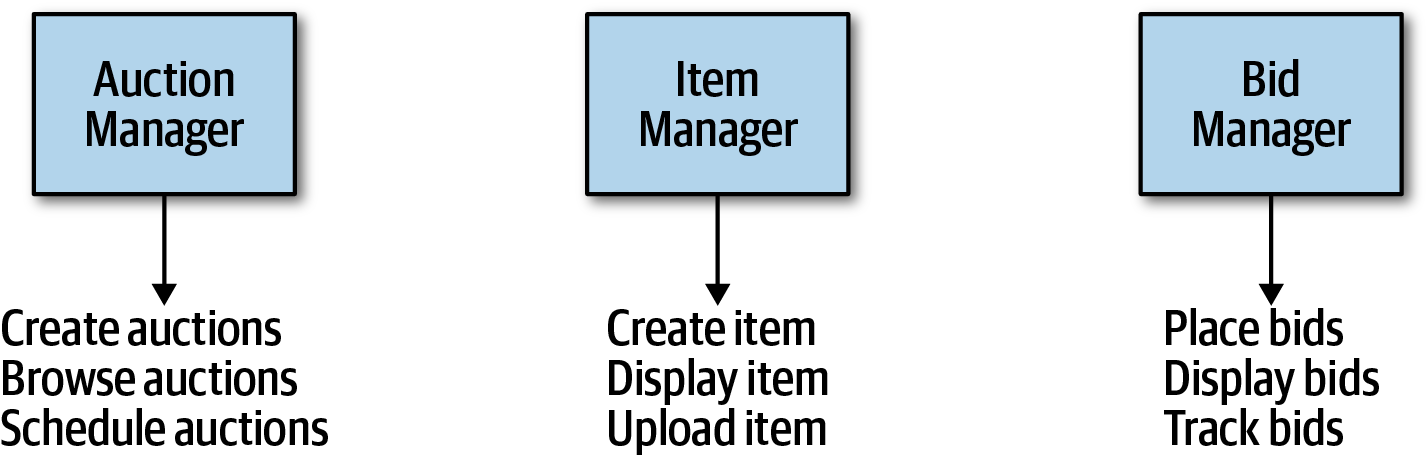 Auction
Manager
Create auctions
Browse auctions
Schedule auctions
Item
Manager
Create item
Display item
Upload item
Bid
Manager
Place bids
Display bids
Track bids